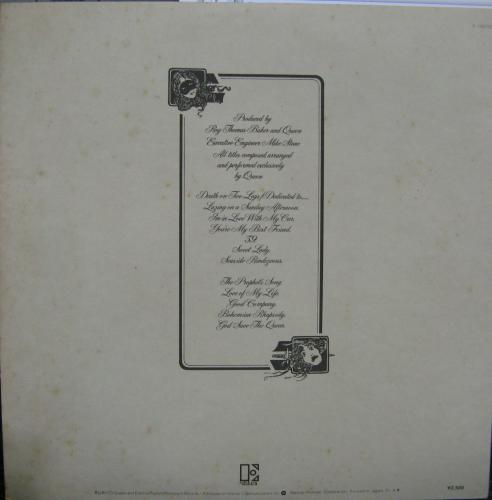 Produced by
Roy Thomas Baker and Queen
Executive Engineer Mike Stone
All titles composed, arranged
and performed exclusively
by Queen
Death on Two Legs (Dedicated to......
Lazing on a Sunday Afternoon.
I'm in Love With My Car.
You're My Best Friend.
39.
Sweet Lady.
Seaside Rendezvous.
The Prophet's Song.
Love of My Life.
Good Company.
Bohemian Rhapsody.
God Save The Queen.
¥2,500